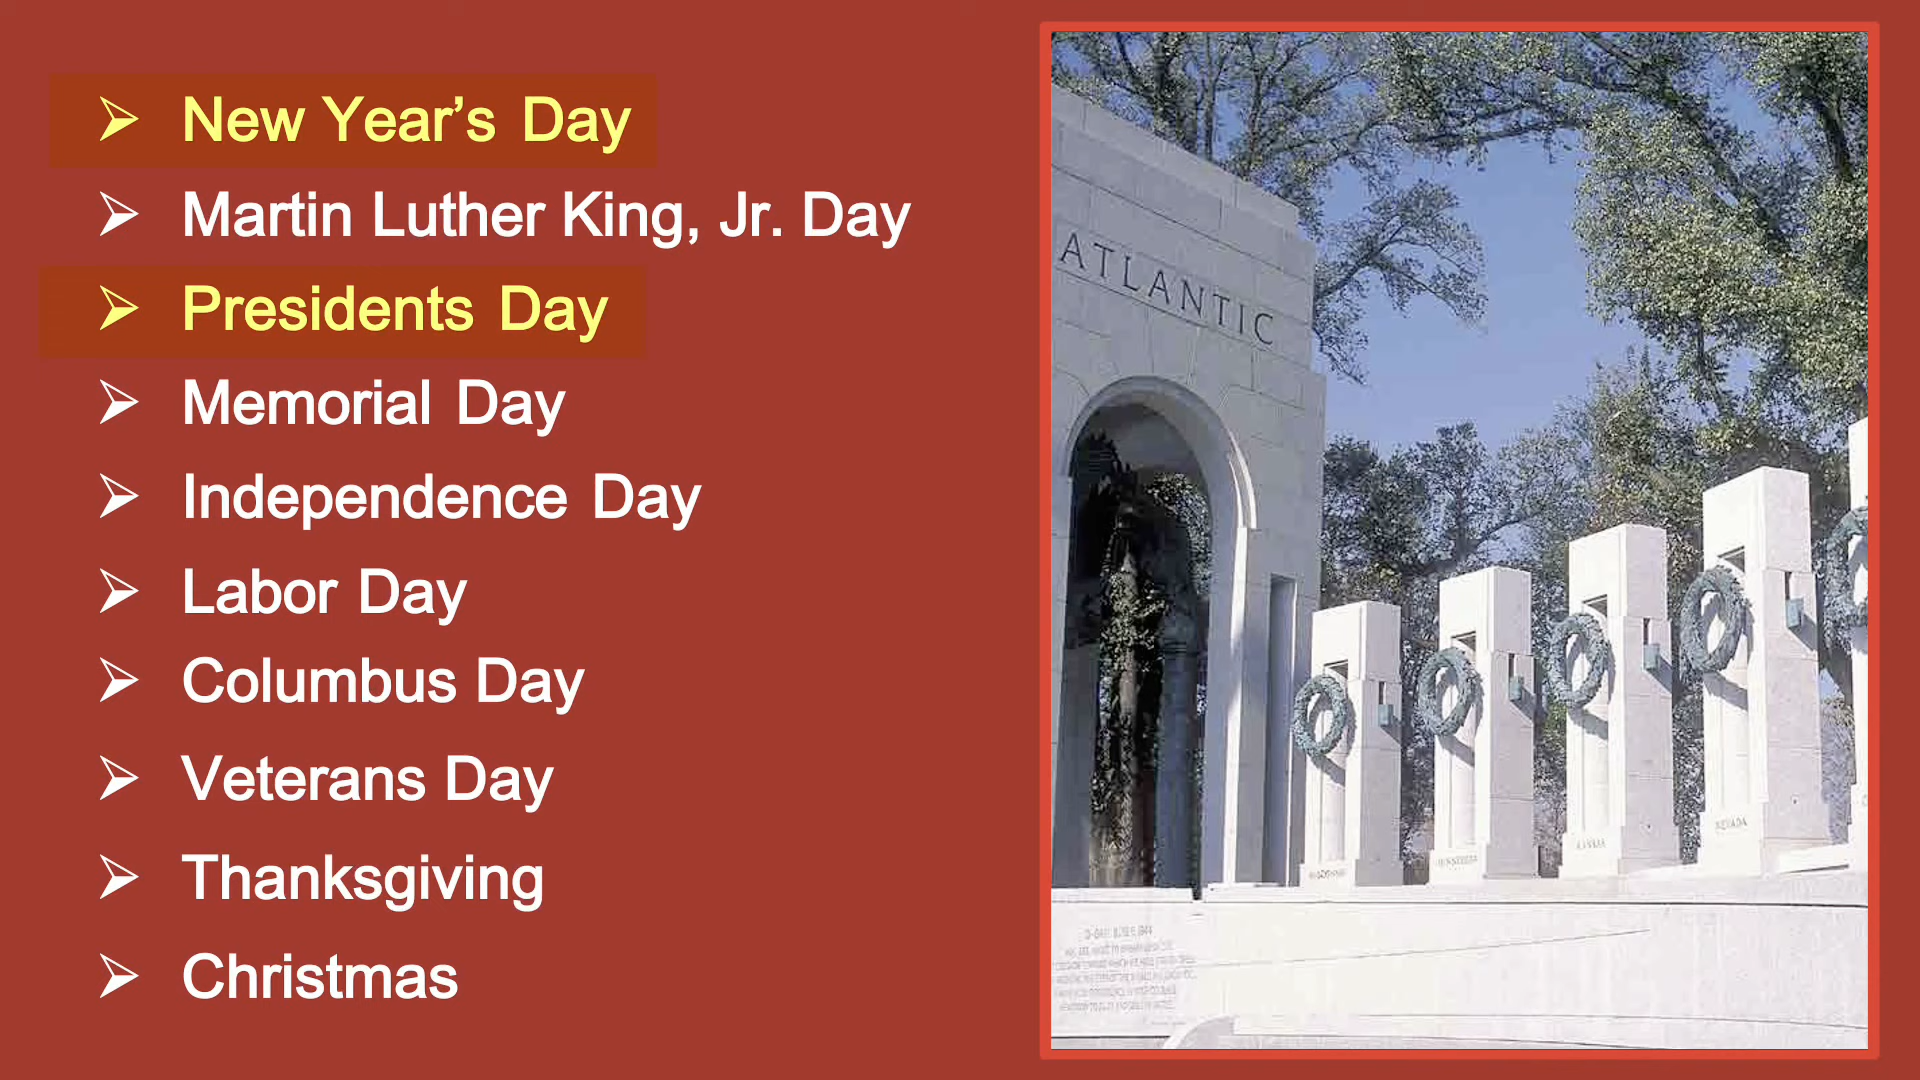 New Year’s Day
Martin Luther King, Jr. Day
Presidents Day
Memorial Day
Independence Day
Labor Day
Columbus Day
Veterans Day
Thanksgiving
Christmas
ATLANTIC
NEVADA